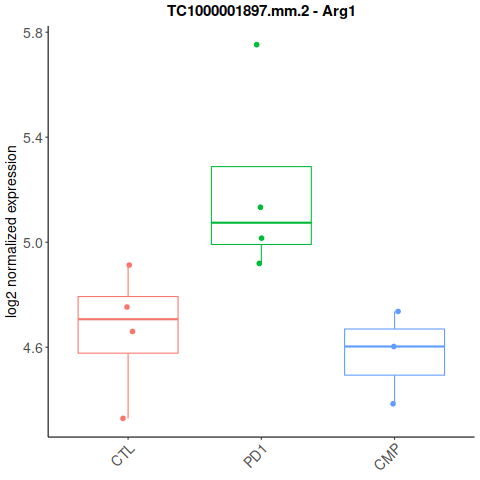 TC1000001897.mm.2 - Arg1
log2 normalized expression
5.8
5.4
5.0
4.6
CTL
PD1
CMP